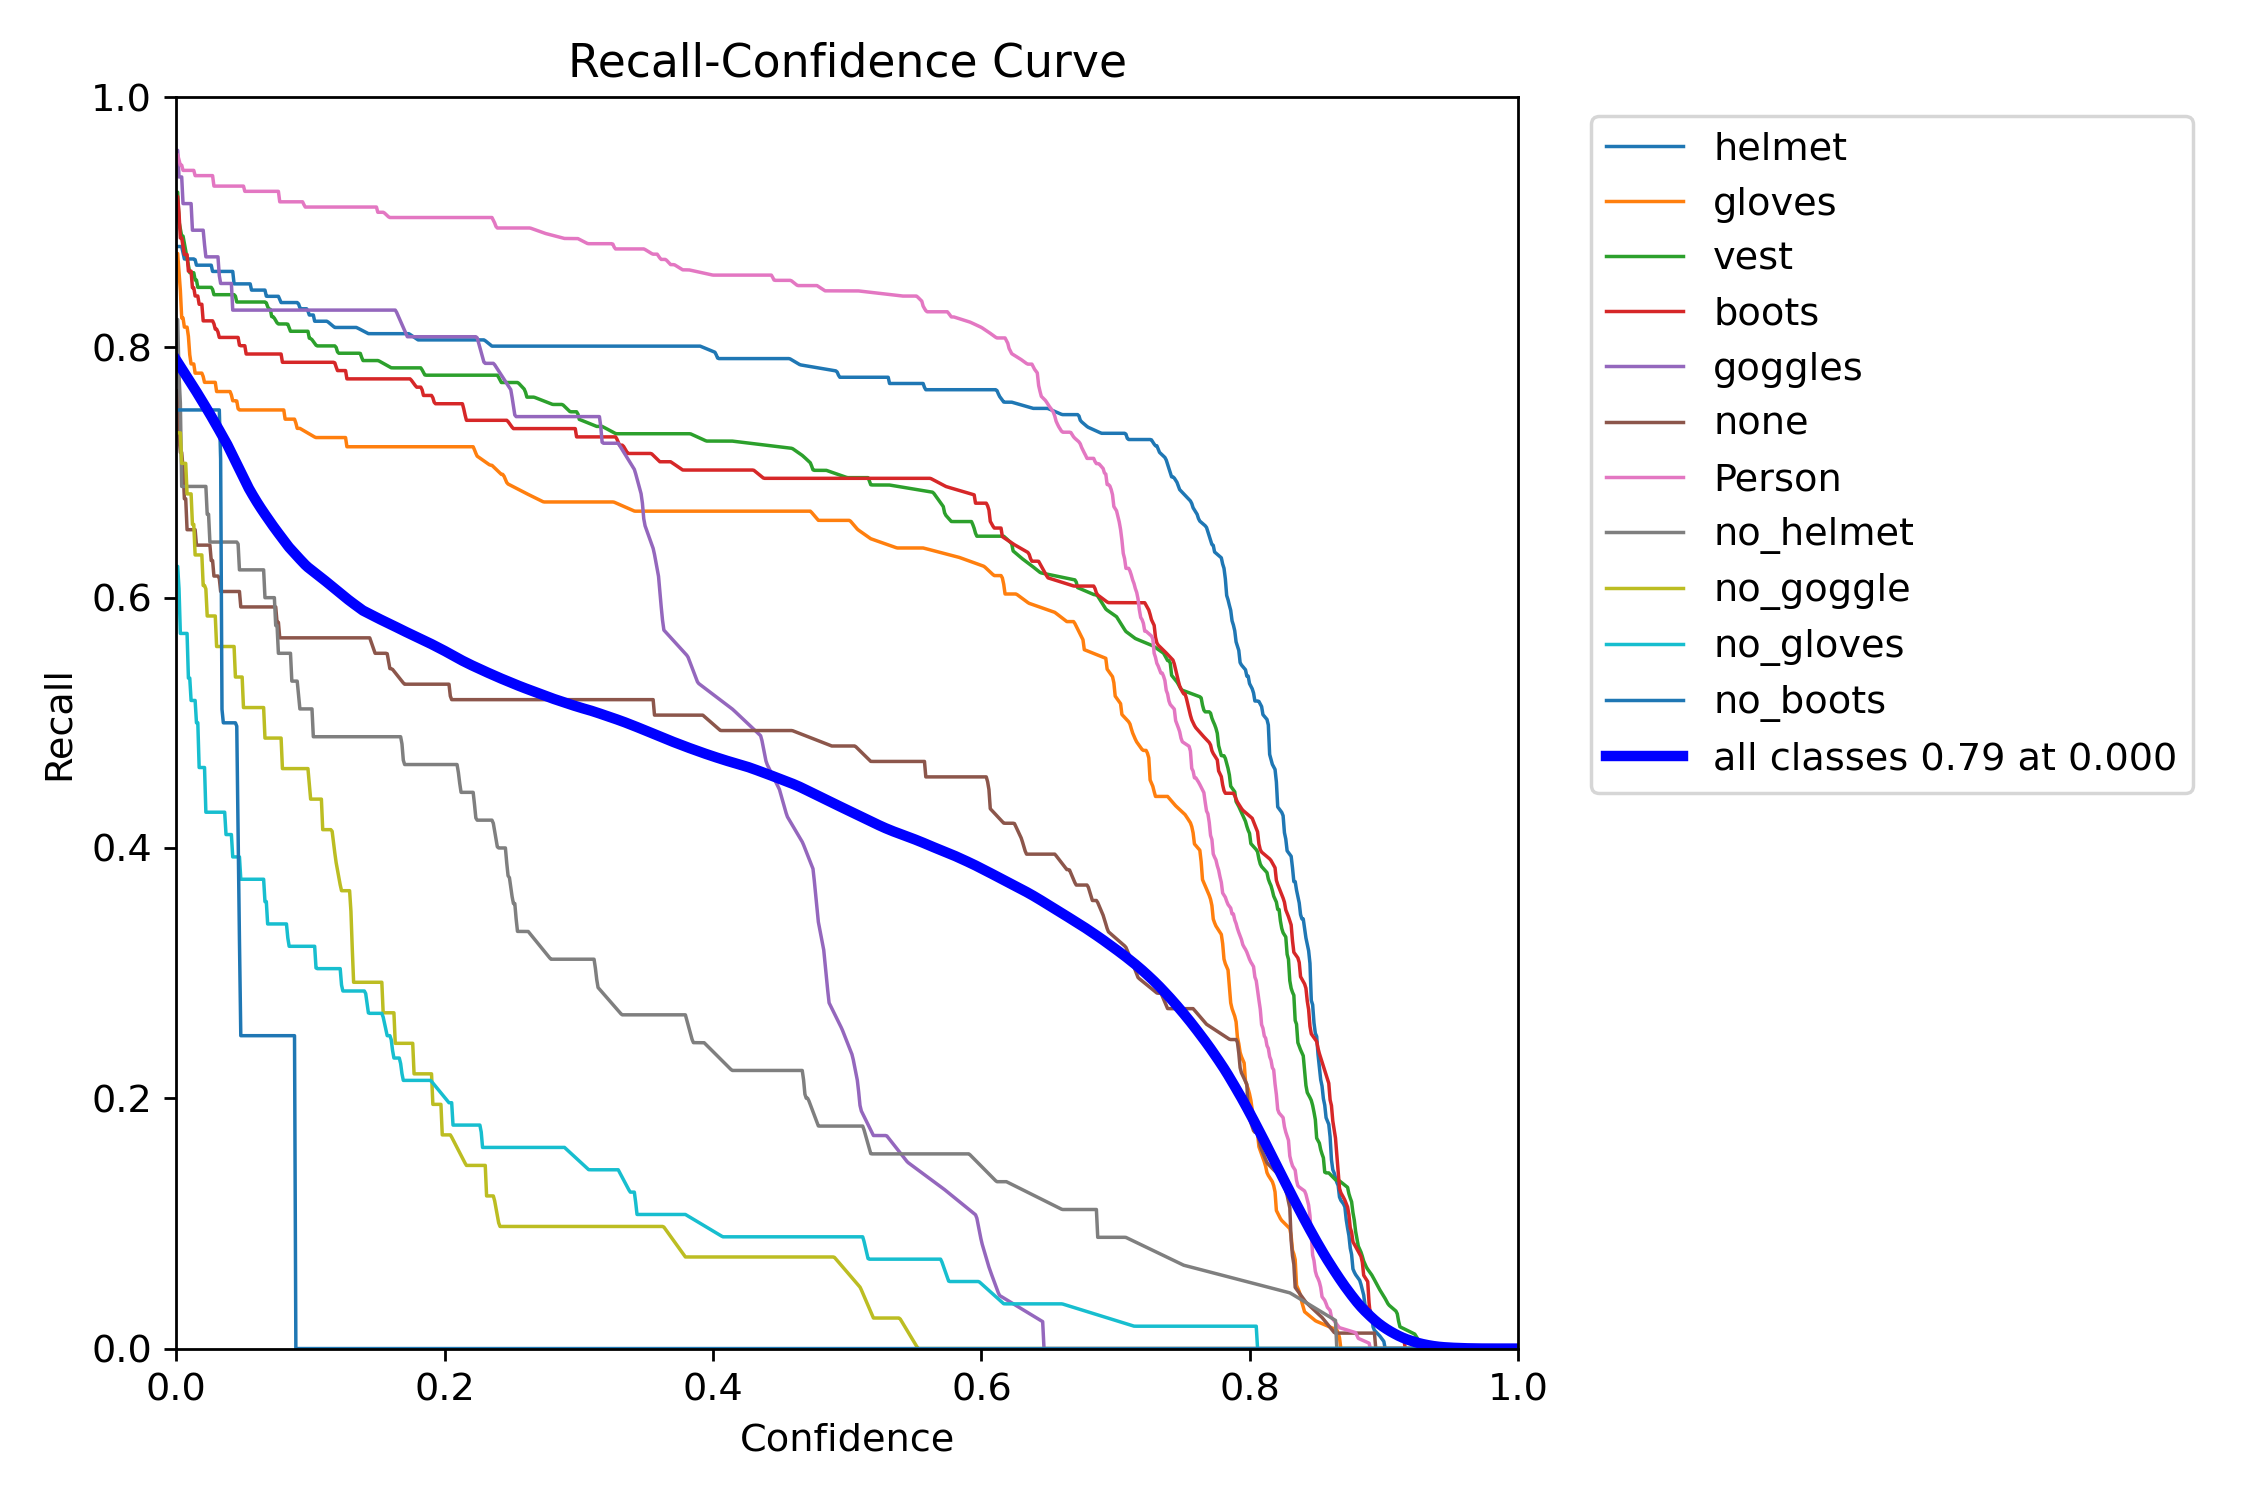 Recall-Confidence Curve
1.0
0.8
0.6
0.4
0.2
0.0
Recall
0.0 0.2 0.4 0.6 0.8 1.0
Confidence
helmet
gloves
vest
boots
goggles
none
Person
no_helmet
no_goggle
no_gloves
no_boots
all classes 0.79 at 0.000